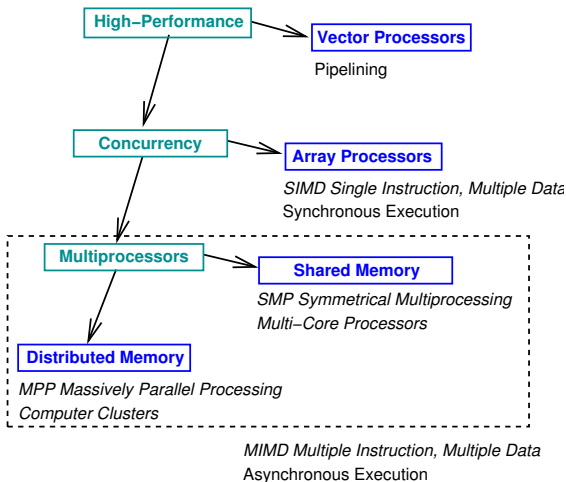 High−Performance
Vector Processors
Pipelining
Concurrency
Array Processors
SIMD Single Instruction, Multiple Data
Synchronous Execution
Multiprocessors
Shared Memory
SMP Symmetrical Multiprocessing
Multi−Core Processors
Distributed Memory
MPP Massively Parallel Processing
Computer Clusters
MIMD Multiple Instruction, Multiple Data
Asynchronous Execution